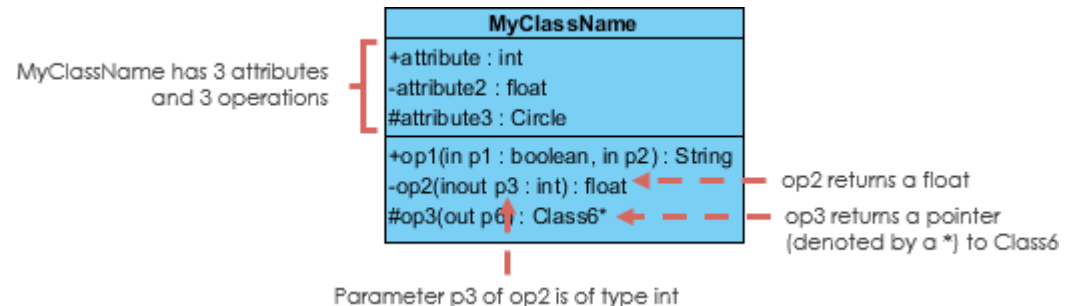 MyClassName
+attribute : int
-attribute2 : float
#attribute3 : Circle
+op1(in p1 : boolean, in p2) : String
-op2(inout p3 : int) : float
#op3(out p6) : Class6*
MyClassName has 3 attributes
and 3 operations
op2 returns a float
op3 returns a pointer
(denoted by a *) to Class6
Parameter p3 of op2 is of type int